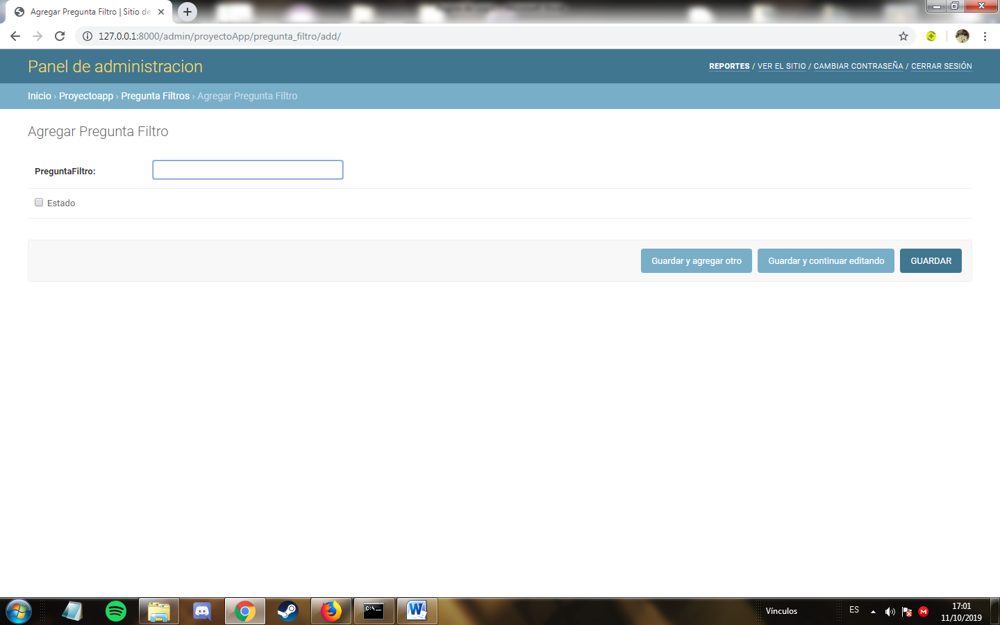 Agregar Pregunta Filtro | Sitio de
127.0.0.1:8000/admin/proyectoApp/pregunta_filtro/add/
Panel de administracion
REPORTES / VER EL SITIO / CAMBIAR CONTRASEÑA / CERRAR SESIÓN
Inicio › Proyectoapp › Pregunta Filtros › Agregar Pregunta Filtro
Agregar Pregunta Filtro
PreguntaFiltro:
Estado
Guardar y agregar otro
Guardar y continuar editando
GUARDAR
C:\_
W
Vínculos
ES
M
17:01
11/10/2019